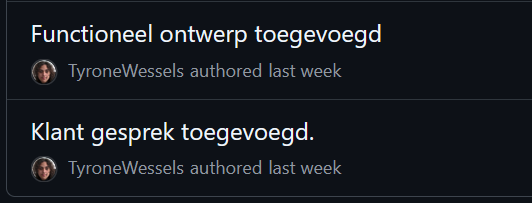 Functioneel ontwerp toegevoegd
TyroneWessels authored last week
Klant gesprek toegevoegd.
TyroneWessels authored last week